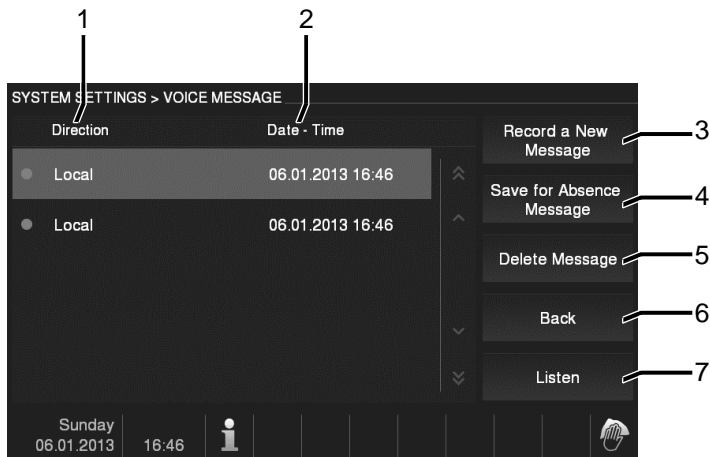 1 2
SYSTEM SETTINGS > VOICE MESSAGE
Direction Date - Time
Record a New
Message
3
Local 06.01.2013 16:46
Save for Absence
Message
4
Local 06.01.2013 16:46
Delete Message
5
Back
6
Listen
7
Sunday
06.01.2013 16:46